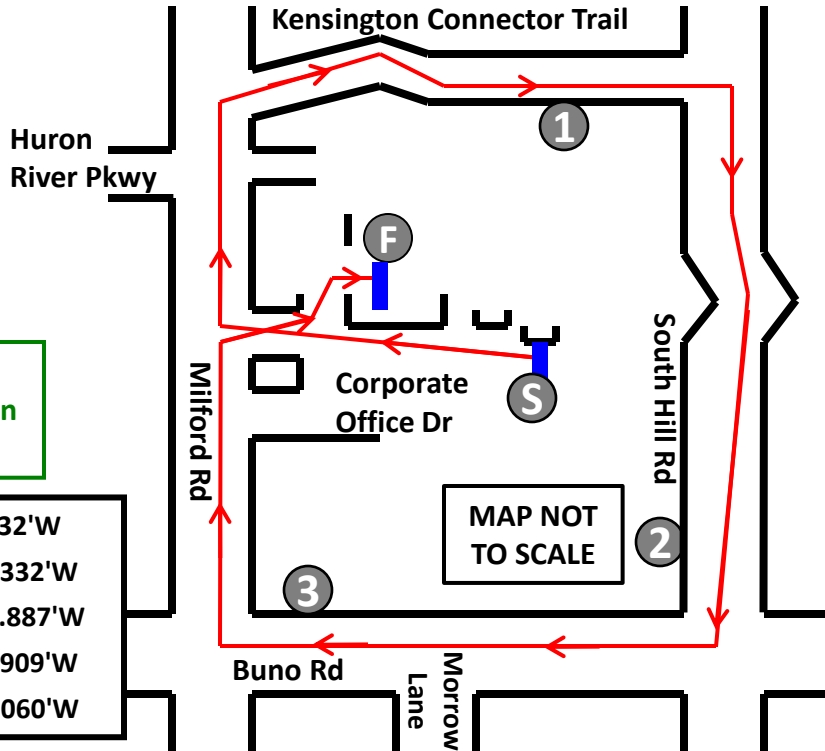 Kensington Connector Trail
1
Huron
River Pkwy
F
S
Corporate
Office Dr
Milford Rd
South Hill Rd
n
MAP NOT
TO SCALE
2
3
32'W
332'W
.887'W
909'W
060'W
Buno Rd
Morrow
Lane